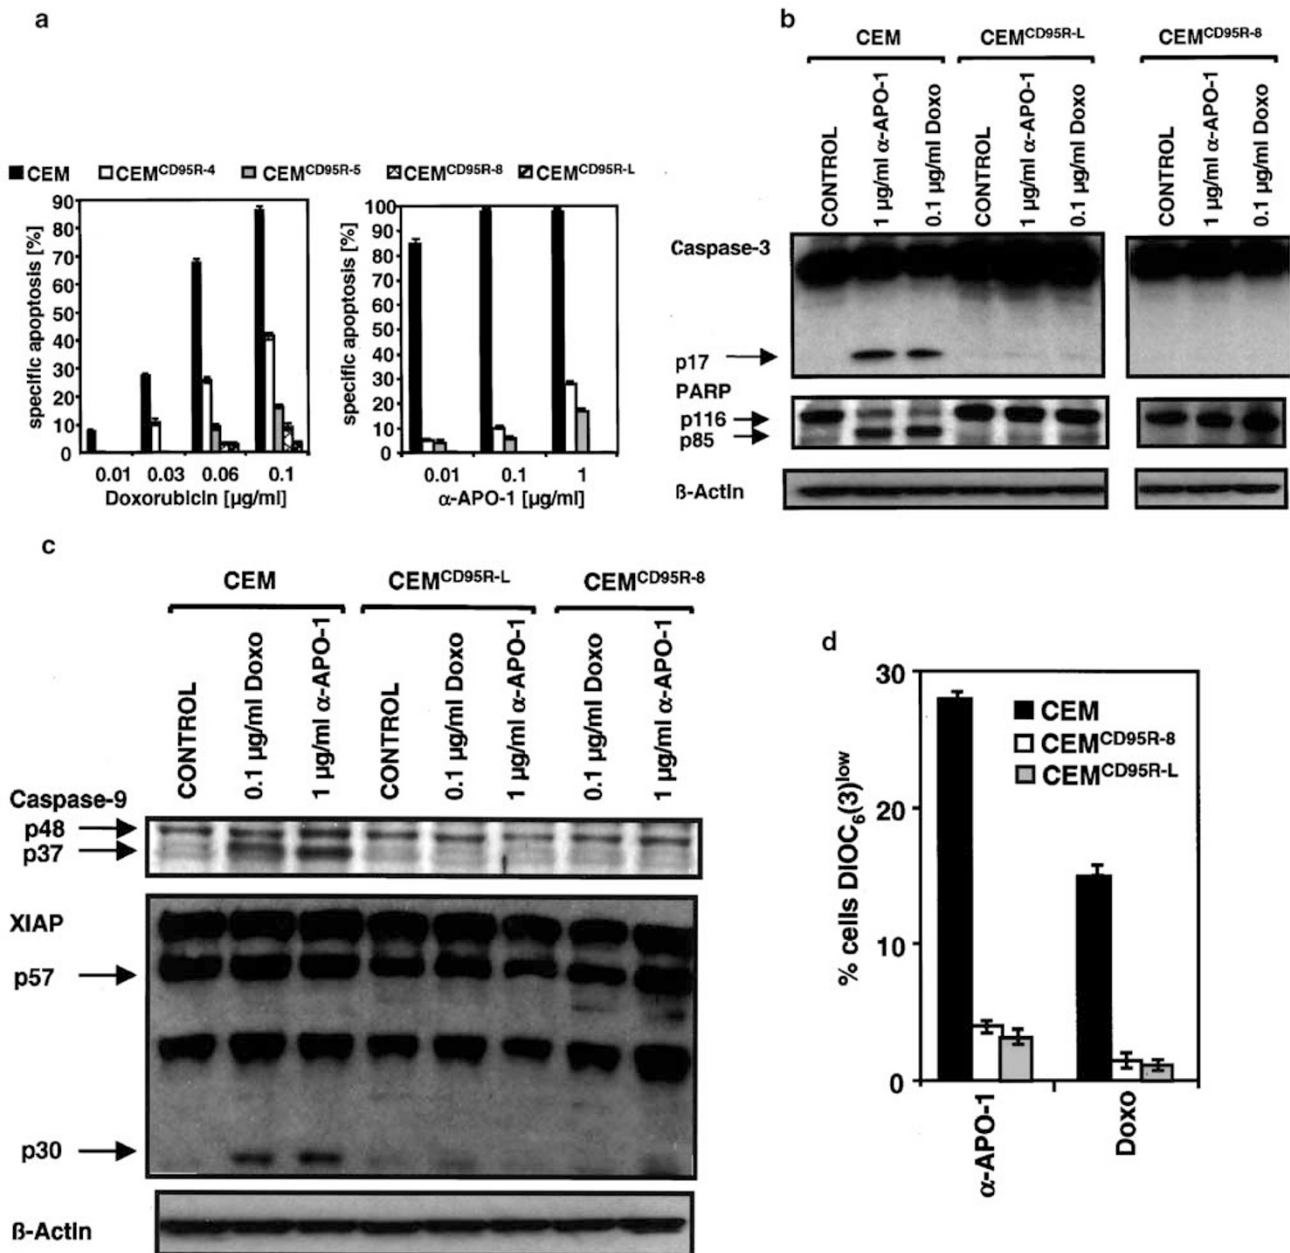 a
CEM CEM^CD95R-4 CEM^CD95R-5 CEM^CD95R-8 CEM^CD95R-L
specific apoptosis [%]
90
80
70
60
50
40
30
20
10
0
0.01 0.03 0.06 0.1
Doxorubicin [µg/ml]
specific apoptosis [%]
100
90
80
70
60
50
40
30
20
10
0
0.01 0.1 1
α-APO-1 [µg/ml]
b
CEM CEM^CD95R-L CEM^CD95R-8
CONTROL
1 µg/ml α-APO-1
0.1 µg/ml Doxo
CONTROL
1 µg/ml α-APO-1
0.1 µg/ml Doxo
CONTROL
1 µg/ml α-APO-1
0.1 µg/ml Doxo
Caspase-3
p17
PARP
p116
p85
ß-Actin
c
CEM CEM^CD95R-L CEM^CD95R-8
CONTROL
0.1 µg/ml Doxo
1 µg/ml α-APO-1
CONTROL
0.1 µg/ml Doxo
1 µg/ml α-APO-1
0.1 µg/ml Doxo
1 µg/ml α-APO-1
Caspase-9
p48
p37
XIAP
p57
p30
ß-Actin
d
% cells DIOC6(3)^low
30
20
10
0
CEM
CEM^CD95R-8
CEM^CD95R-L
α-APO-1
Doxo